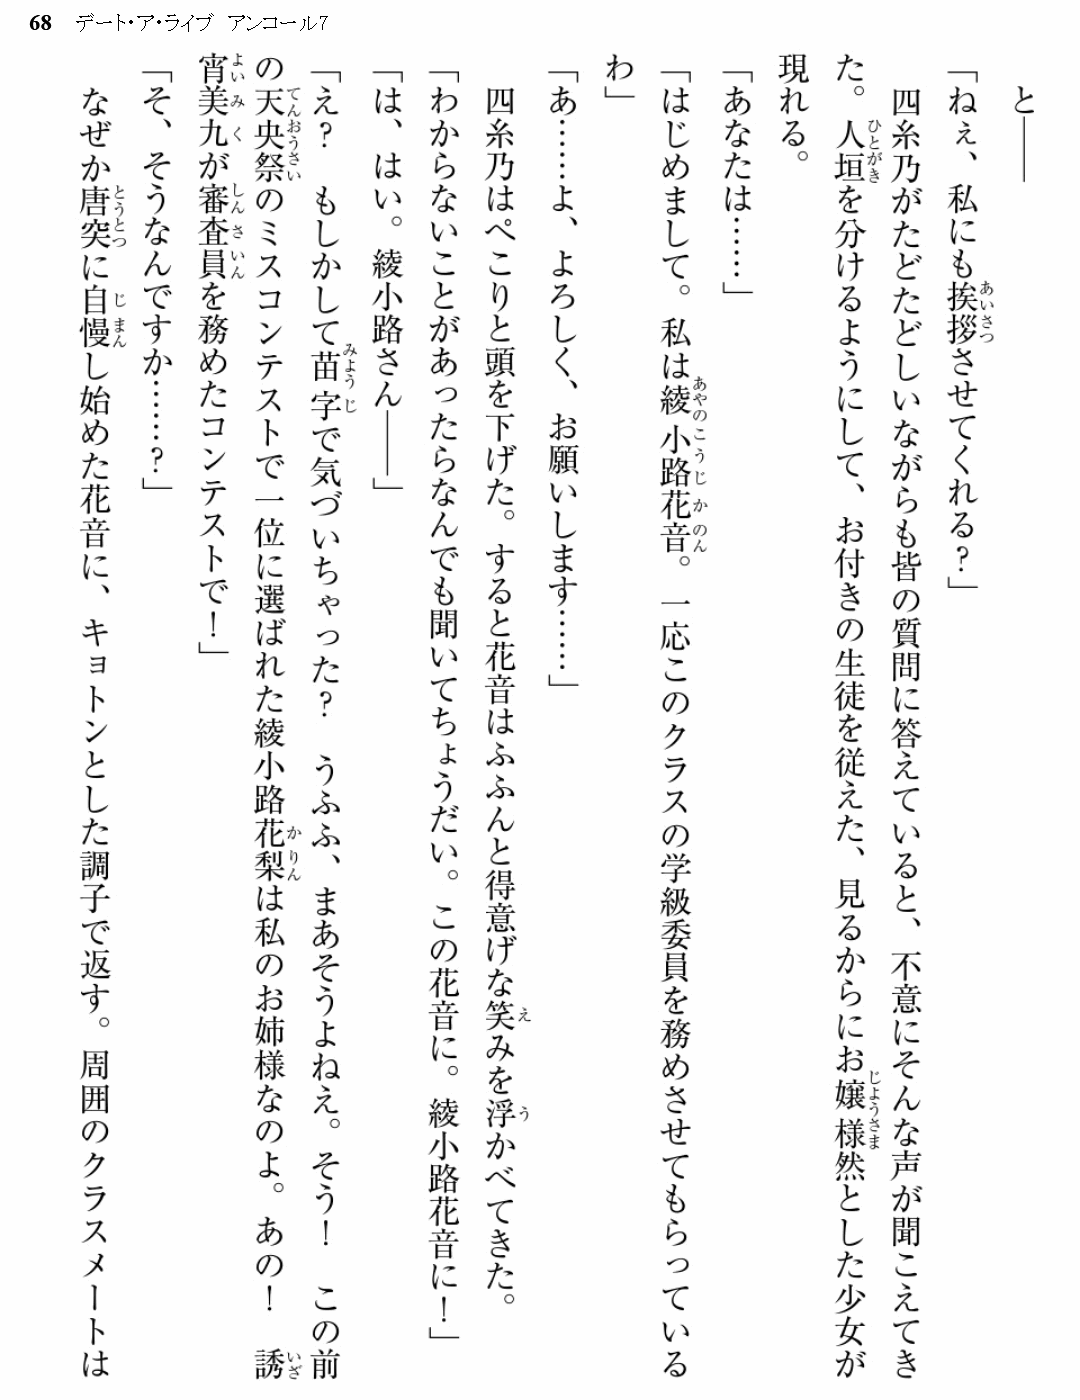 68 デート・ア・ライブ アンコール7
と――
「ねぇ、私にも挨拶させてくれる?」
四糸乃がたどたどしいながらも皆の質問に答えていると、不意にそんな声が聞こえてき
た。人垣を分けるようにして、お付きの生徒を従えた、見るからにお嬢様然とした少女が
現れる。
「あなたは……」
「はじめまして。私は綾小路花音。一応このクラスの学級委員を務めさせてもらっている
わ」
「あ……よ、よろしく、お願いします……」
四糸乃はぺこりと頭を下げた。すると花音はふふんと得意げな笑みを浮かべてきた。
「わからないことがあったらなんでも聞いてちょうだい。この花音に。綾小路花音に!」
「は、はい。綾小路さん――」
「え? もしかして苗字で気づいちゃった? うふふ、まあそうよねえ。そう! この前
の天央祭のミスコンテストで一位に選ばれた綾小路花梨は私のお姉様なのよ。あの! 誘
宵美九が審査員を務めたコンテストで!」
「そ、そうなんですか……?」
なぜか唐突に自慢し始めた花音に、キョトンとした調子で返す。周囲のクラスメートは